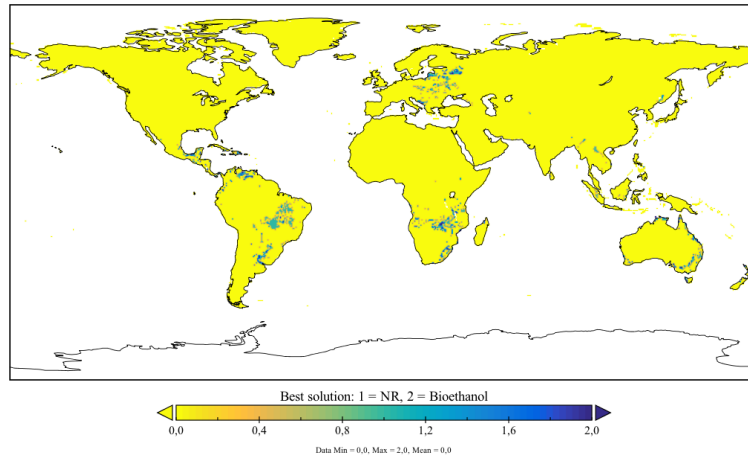 Best solution: 1 = NR, 2 = Bioethanol
0,0 0,4 0,8 1,2 1,6 2,0
Data Min = 0,0, Max = 2,0, Mean = 0,0